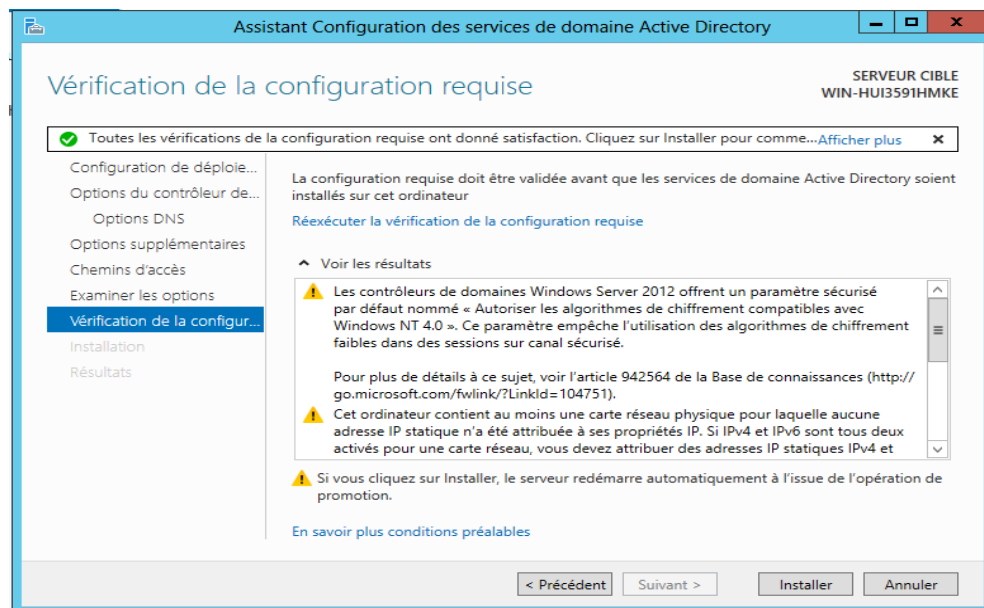 Assistant Configuration des services de domaine Active Directory
Vérification de la configuration requise
SERVEUR CIBLE
WIN-HUI3591HMKE
Toutes les vérifications de la configuration requise ont donné satisfaction. Cliquez sur Installer pour comme...Afficher plus
Configuration de déploie...
Options du contrôleur de...
Options DNS
Options supplémentaires
Chemins d'accès
Examiner les options
Vérification de la configur...
Installation
Résultats
La configuration requise doit être validée avant que les services de domaine Active Directory soient
installés sur cet ordinateur
Réexécuter la vérification de la configuration requise
Voir les résultats
Les contrôleurs de domaines Windows Server 2012 offrent un paramètre sécurisé
par défaut nommé « Autoriser les algorithmes de chiffrement compatibles avec
Windows NT 4.0 ». Ce paramètre empêche l'utilisation des algorithmes de chiffrement
faibles dans des sessions sur canal sécurisé.
Pour plus de détails à ce sujet, voir l'article 942564 de la Base de connaissances (http://
go.microsoft.com/fwlink/?LinkId=104751).
Cet ordinateur contient au moins une carte réseau physique pour laquelle aucune
adresse IP statique n'a été attribuée à ses propriétés IP. Si IPv4 et IPv6 sont tous deux
activés pour une carte réseau, vous devez attribuer des adresses IP statiques IPv4 et
Si vous cliquez sur Installer, le serveur redémarre automatiquement à l'issue de l'opération de
promotion.
En savoir plus conditions préalables
< Précédent
Suivant >
Installer
Annuler